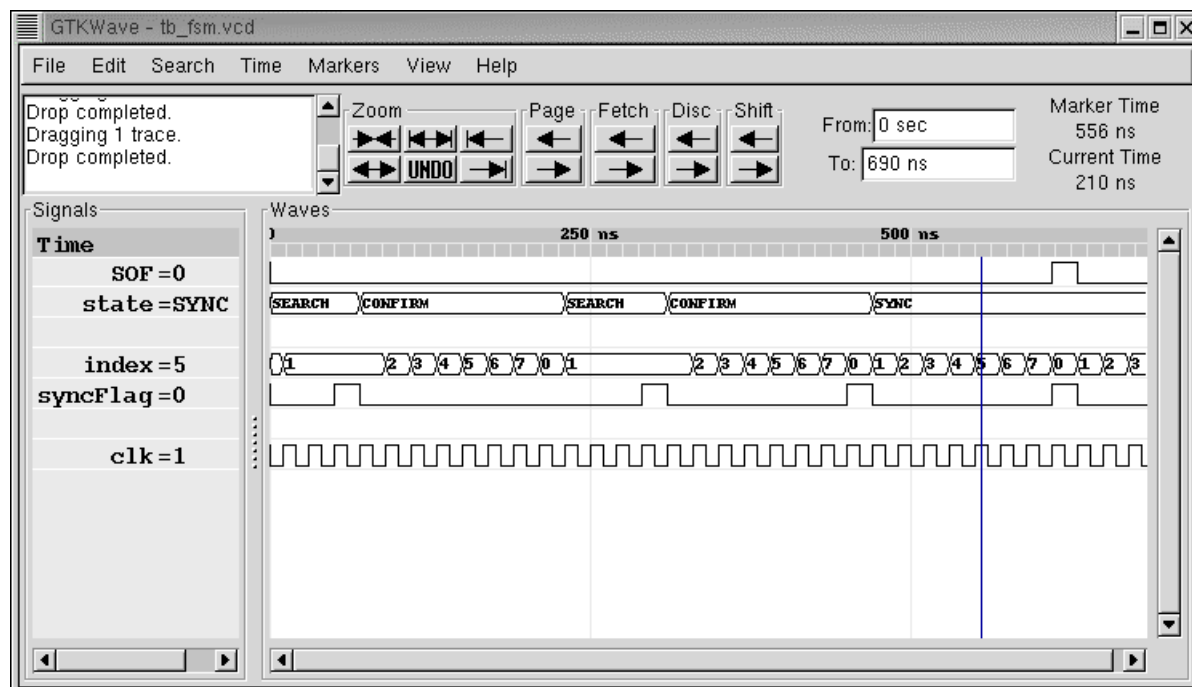 GTKWave - tb_fsm.vcd
File Edit Search Time Markers View Help
Drop completed.
Dragging 1 trace.
Drop completed.
Zoom Page Fetch Disc Shift
UNDO
From: 0 sec
To: 690 ns
Marker Time
556 ns
Current Time
210 ns
Signals
Waves
Time
250 ns 500 ns
SOF=0
state=SYNC SEARCH CONFIRM SEARCH CONFIRM SYNC
index=5 1 2 3 4 5 6 7 0 1 2 3 4 5 6 7 0 1 2 3 4 5 6 7 0 1 2 3
syncFlag=0
clk=1